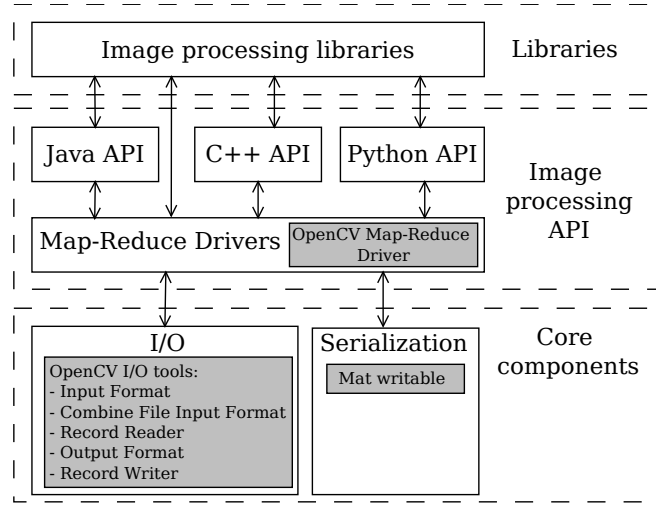 Image processing libraries
Libraries
Java API
C++ API
Python API
Image
processing
API
Map-Reduce Drivers
OpenCV Map-Reduce
Driver
I/O
OpenCV I/O tools:
- Input Format
- Combine File Input Format
- Record Reader
- Output Format
- Record Writer
Serialization
Mat writable
Core
components